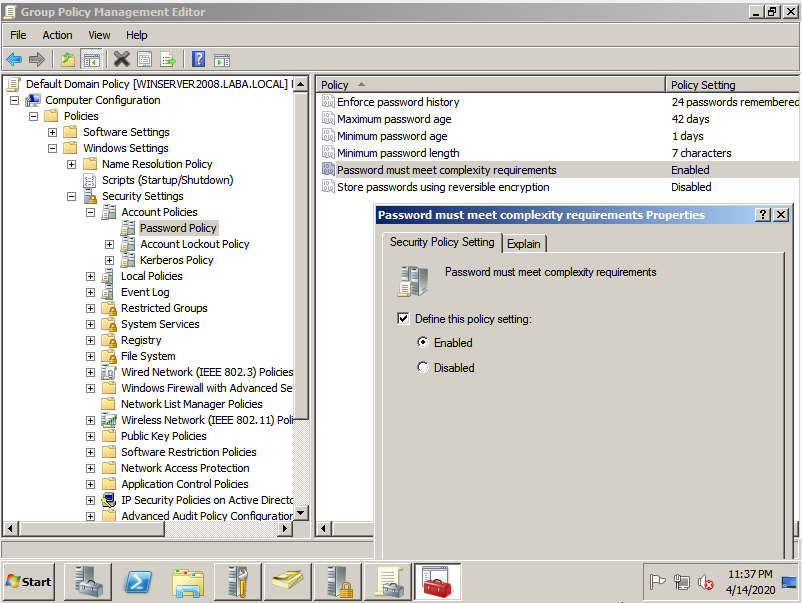 Group Policy Management Editor
File Action View Help
Default Domain Policy [WINSERVER2008.LABA.LOCAL]
Computer Configuration
Policies
Software Settings
Windows Settings
Name Resolution Policy
Scripts (Startup/Shutdown)
Security Settings
Account Policies
Password Policy
Account Lockout Policy
Kerberos Policy
Local Policies
Event Log
Restricted Groups
System Services
Registry
File System
Wired Network (IEEE 802.3) Policies
Windows Firewall with Advanced Se
Network List Manager Policies
Wireless Network (IEEE 802.11) Poli
Public Key Policies
Software Restriction Policies
Network Access Protection
Application Control Policies
IP Security Policies on Active Directo
Advanced Audit Policy Configuration
Policy Policy Setting
Enforce password history 24 passwords remembered
Maximum password age 42 days
Minimum password age 1 days
Minimum password length 7 characters
Password must meet complexity requirements Enabled
Store passwords using reversible encryption Disabled
Password must meet complexity requirements Properties
Security Policy Setting Explain
Password must meet complexity requirements
Define this policy setting:
Enabled
Disabled
Start
11:37 PM
4/14/2020